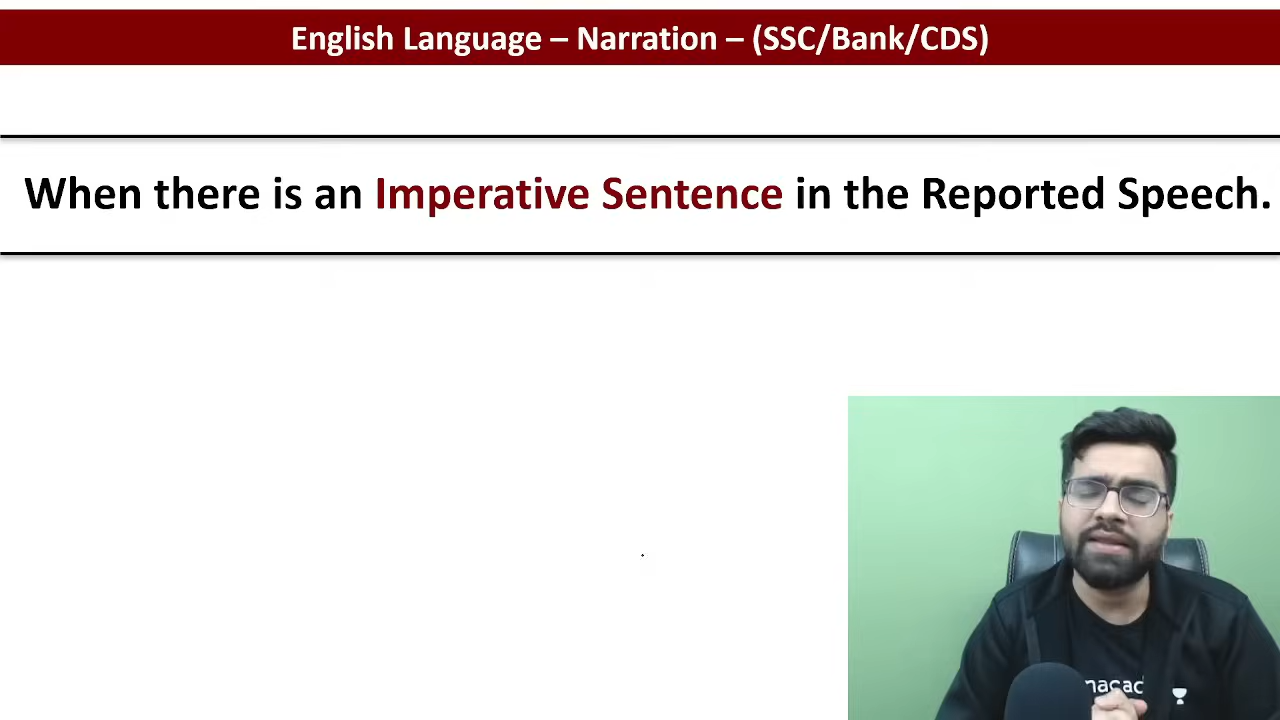 English Language – Narration – (SSC/Bank/CDS)
When there is an Imperative Sentence in the Reported Speech.